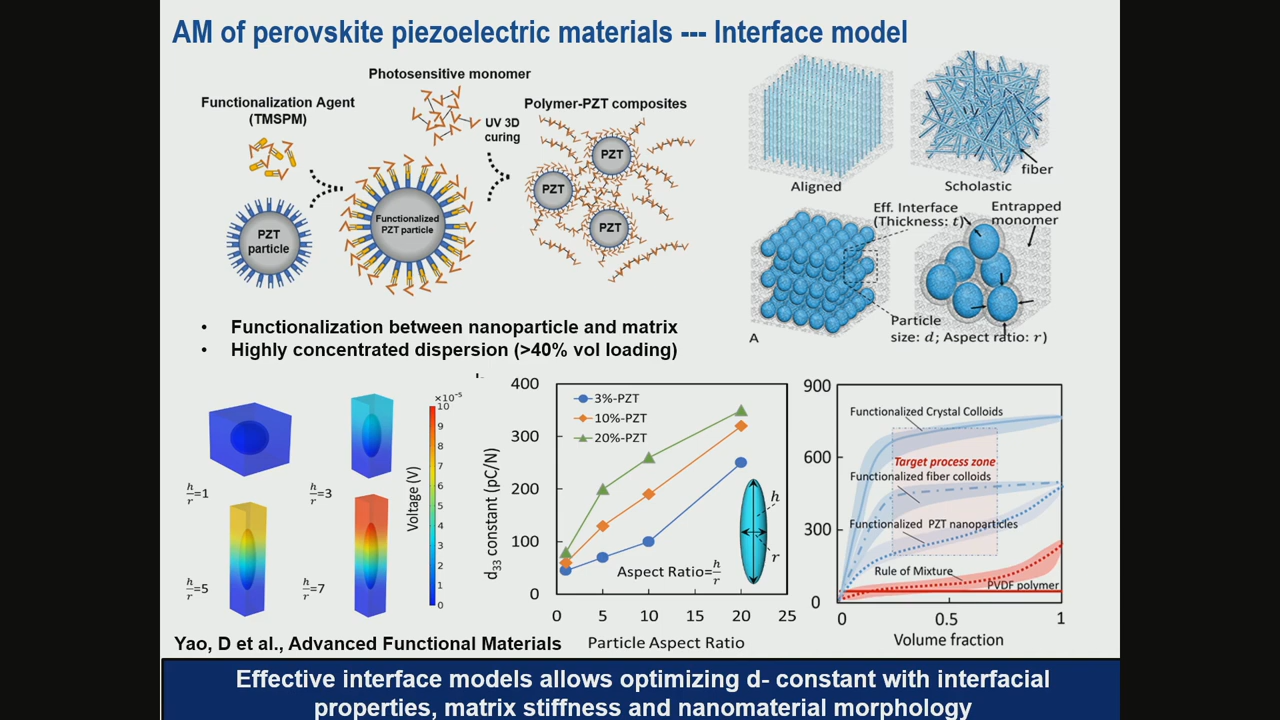 AM of perovskite piezoelectric materials --- Interface model
Photosensitive monomer
Functionalization Agent
(TMSPM)
Polymer-PZT composites
UV 3D
curing
PZT
particle
Functionalized
PZT particle
PZT
PZT
PZT
Aligned
Scholastic
fiber
Eff. Interface
(Thickness: t)
Entrapped
monomer
Particle
size: d; Aspect ratio: r)
A
• Functionalization between nanoparticle and matrix
• Highly concentrated dispersion (>40% vol loading)
h/r=1
h/r=3
h/r=5
h/r=7
×10⁻⁵
10
9
8
7
6
5
4
3
2
1
0
Voltage (V)
400
300
200
100
0
d₃₃ constant (pC/N)
3%-PZT
10%-PZT
20%-PZT
h
r
Aspect Ratio=h/r
0 5 10 15 20 25
Particle Aspect Ratio
900
600
300
0
Functionalized Crystal Colloids
Target process zone
Functionalized fiber colloids
Functionalized PZT nanoparticles
Rule of Mixture
PVDF polymer
0 0.5 1
Volume fraction
Yao, D et al., Advanced Functional Materials
Effective interface models allows optimizing d- constant with interfacial
properties, matrix stiffness and nanomaterial morphology